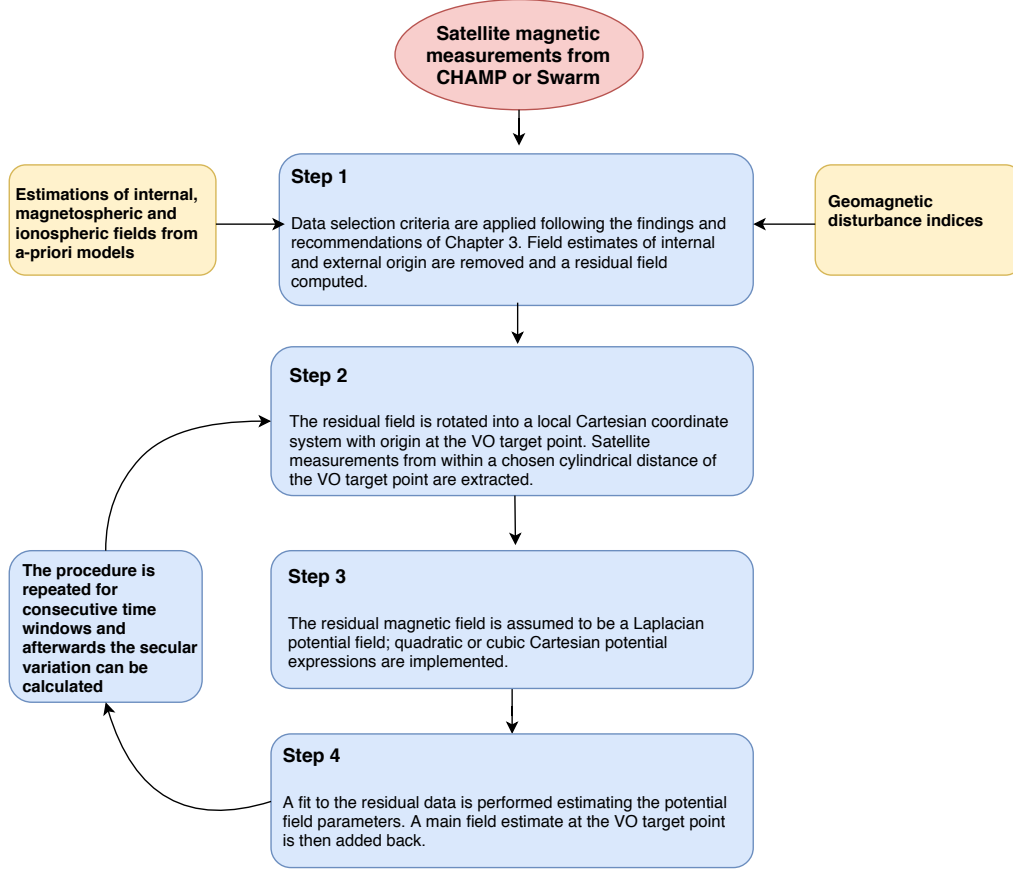 Satellite magnetic
measurements from
CHAMP or Swarm
Estimations of internal,
magnetospheric and
ionospheric fields from
a-priori models
Step 1
Data selection criteria are applied following the findings and
recommendations of Chapter 3. Field estimates of internal
and external origin are removed and a residual field
computed.
Geomagnetic
disturbance indices
Step 2
The residual field is rotated into a local Cartesian coordinate
system with origin at the VO target point. Satellite
measurements from within a chosen cylindrical distance of
the VO target point are extracted.
Step 3
The residual magnetic field is assumed to be a Laplacian
potential field; quadratic or cubic Cartesian potential
expressions are implemented.
Step 4
A fit to the residual data is performed estimating the potential
field parameters. A main field estimate at the VO target point
is then added back.
The procedure is
repeated for
consecutive time
windows and
afterwards the secular
variation can be
calculated